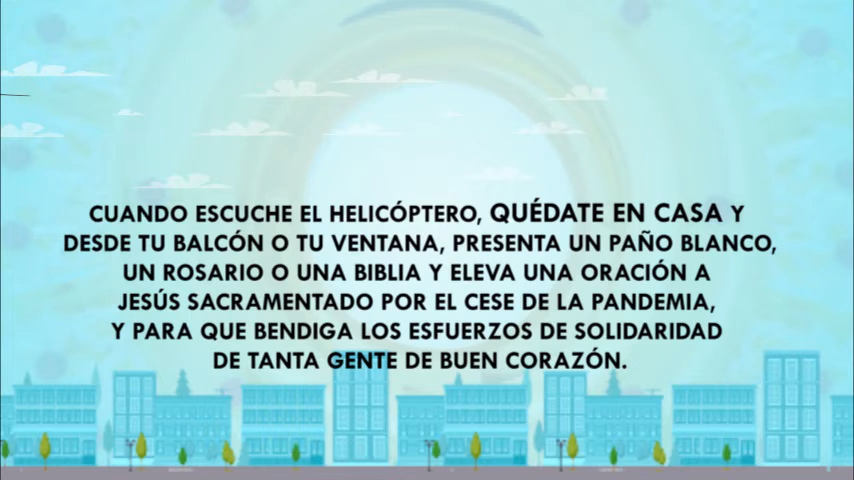 CUANDO ESCUCHE EL HELICÓPTERO, QUÉDATE EN CASA Y
DESDE TU BALCÓN O TU VENTANA, PRESENTA UN PAÑO BLANCO,
UN ROSARIO O UNA BIBLIA Y ELEVA UNA ORACIÓN A
JESÚS SACRAMENTADO POR EL CESE DE LA PANDEMIA,
Y PARA QUE BENDIGA LOS ESFUERZOS DE SOLIDARIDAD
DE TANTA GENTE DE BUEN CORAZÓN.